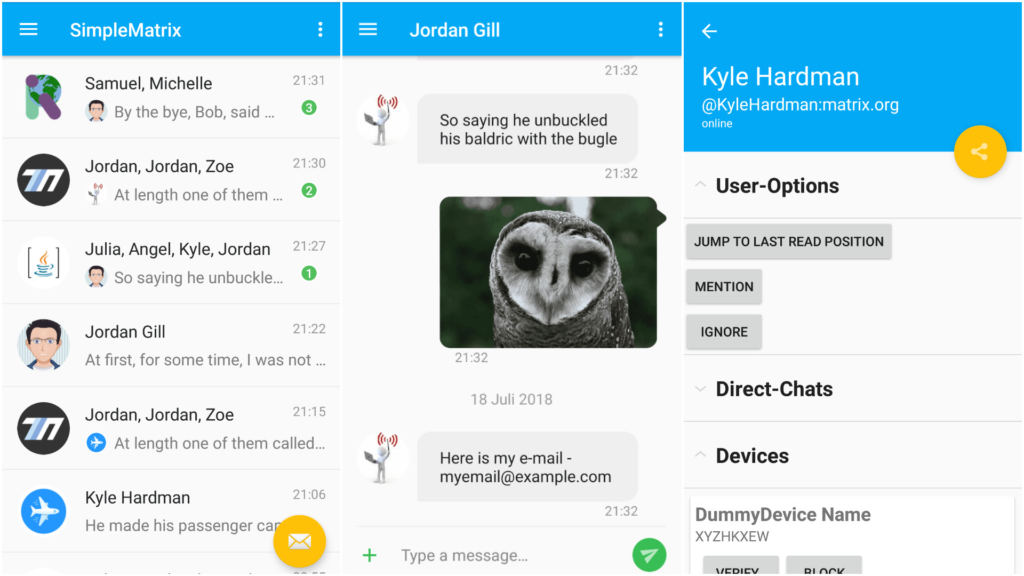 SimpleMatrix
Samuel, Michelle
21:31
By the bye, Bob, said ...
3
Jordan, Jordan, Zoe
21:30
At length one of them ...
2
Julia, Angel, Kyle, Jordan
21:27
So saying he unbuckle...
1
Jordan Gill
21:22
At first, for some time, I was not ...
Jordan, Jordan, Zoe
21:15
At length one of them called...
Kyle Hardman
21:06
He made his passenger
Jordan Gill
21:32
So saying he unbuckled
his baldric with the bugle
21:32
21:32
18 Juli 2018
Here is my e-mail -
myemail@example.com
21:32
Type a message...
Kyle Hardman
@KyleHardman:matrix.org
online
User-Options
JUMP TO LAST READ POSITION
MENTION
IGNORE
Direct-Chats
Devices
DummyDevice Name
XYZHKXEW
VERIFY
BLOCK